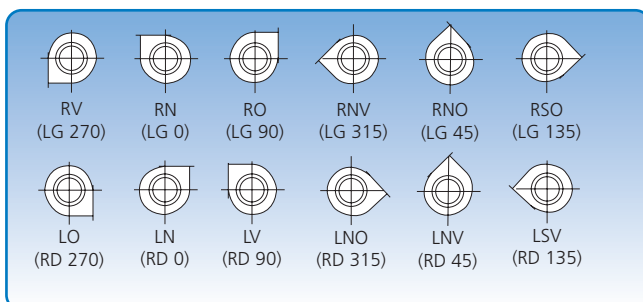 RV RN RO RNV RNO RSO
(LG 270) (LG 0) (LG 90) (LG 315) (LG 45) (LG 135)
LO LN LV LNO LNV LSV
(RD 270) (RD 0) (RD 90) (RD 315) (RD 45) (RD 135)